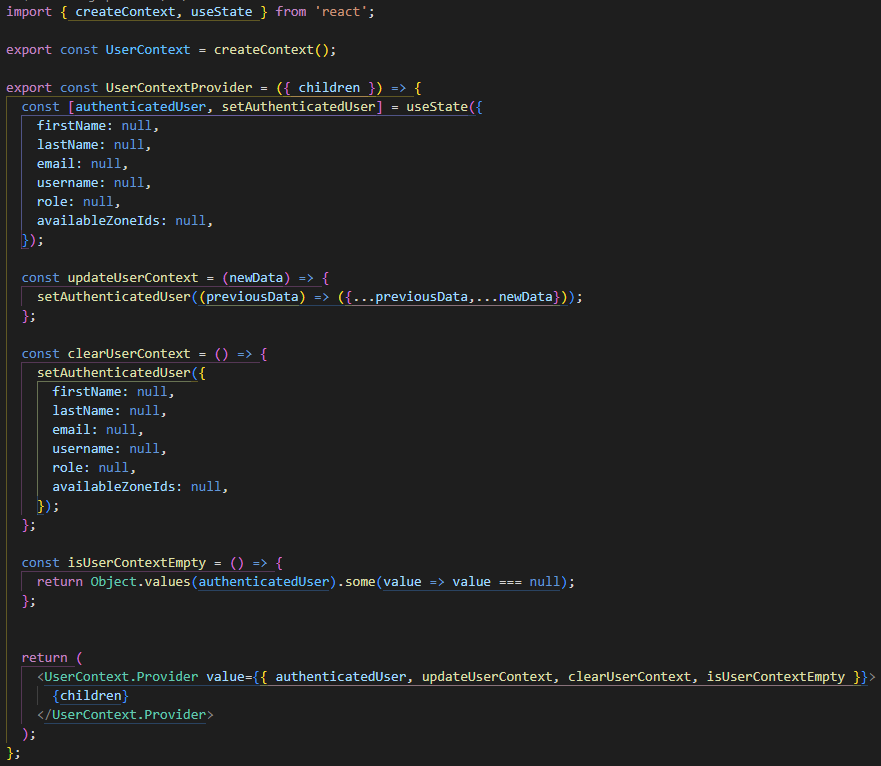 import { createContext, useState } from 'react';

export const UserContext = createContext();

export const UserContextProvider = ({ children }) => {
  const [authenticatedUser, setAuthenticatedUser] = useState({
    firstName: null,
    lastName: null,
    email: null,
    username: null,
    role: null,
    availableZoneIds: null,
  });

  const updateUserContext = (newData) => {
    setAuthenticatedUser((previousData) => ({...previousData,...newData}));
  };

  const clearUserContext = () => {
    setAuthenticatedUser({
      firstName: null,
      lastName: null,
      email: null,
      username: null,
      role: null,
      availableZoneIds: null,
    });
  };

  const isUserContextEmpty = () => {
    return Object.values(authenticatedUser).some(value => value === null);
  };


  return (
    <UserContext.Provider value={{ authenticatedUser, updateUserContext, clearUserContext, isUserContextEmpty }}>
      {children}
    </UserContext.Provider>
  );
};